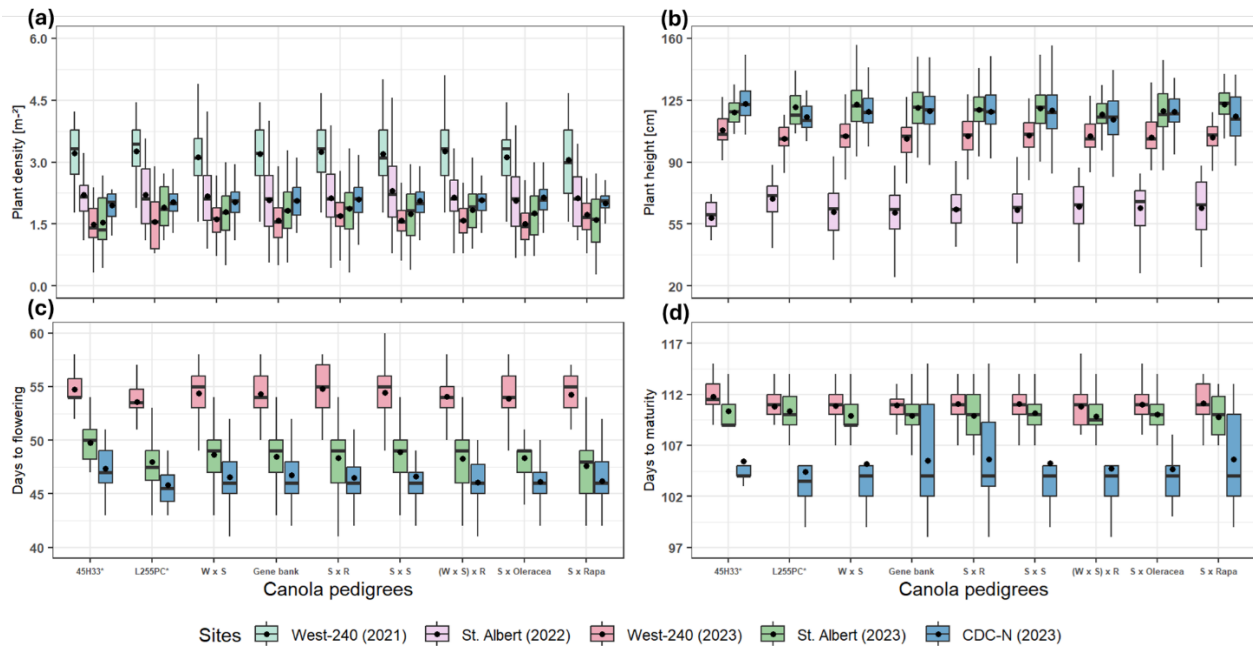 (a)
Plant density [m-²]
6.0
4.5
3.0
1.5
0.0
(b)
Plant height [cm]
160
125
90
55
20
(c)
Days to flowering
60
55
50
45
40
45H33* L255PC* W x S Gene bank S x R S x S (W x S) x R S x Oleracea S x Rapa
Canola pedigrees
(d)
Days to maturity
117
112
107
102
97
45H33* L255PC* W x S Gene bank S x R S x S (W x S) x R S x Oleracea S x Rapa
Canola pedigrees
Sites West-240 (2021) St. Albert (2022) West-240 (2023) St. Albert (2023) CDC-N (2023)